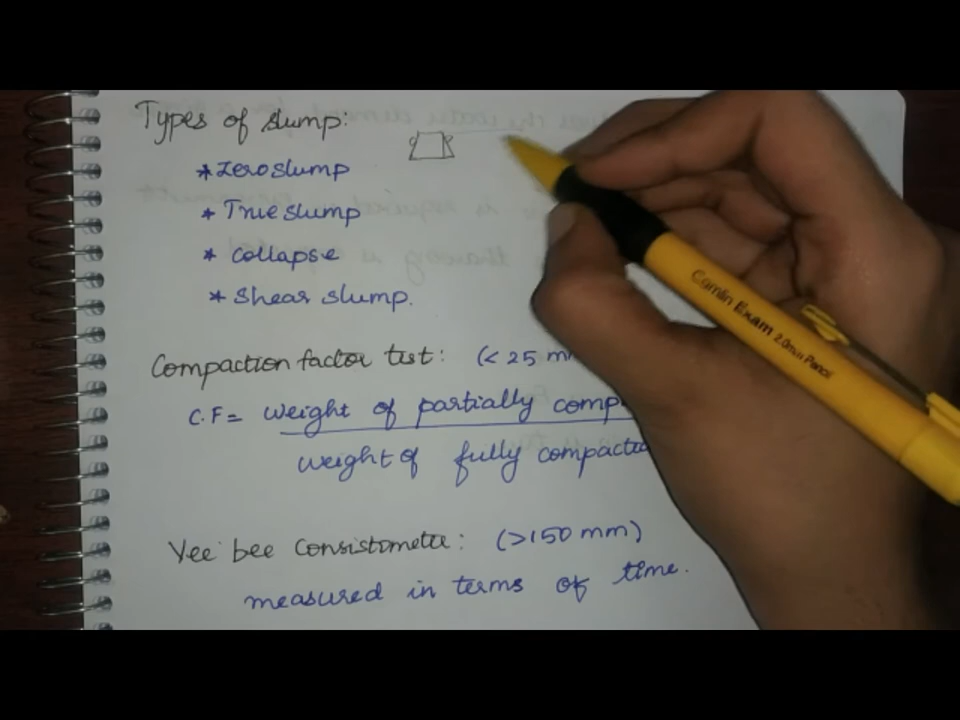 Types of slump:
* Zero slump
* True slump
* collapse
* Shear slump.
Compaction factor test: (< 25 m
C.F = weight of partially comp
weight of fully compacte
Vee bee Consistometer: (>150 mm)
measured in terms of time.
Camlin Exam 2.0mm Pencil